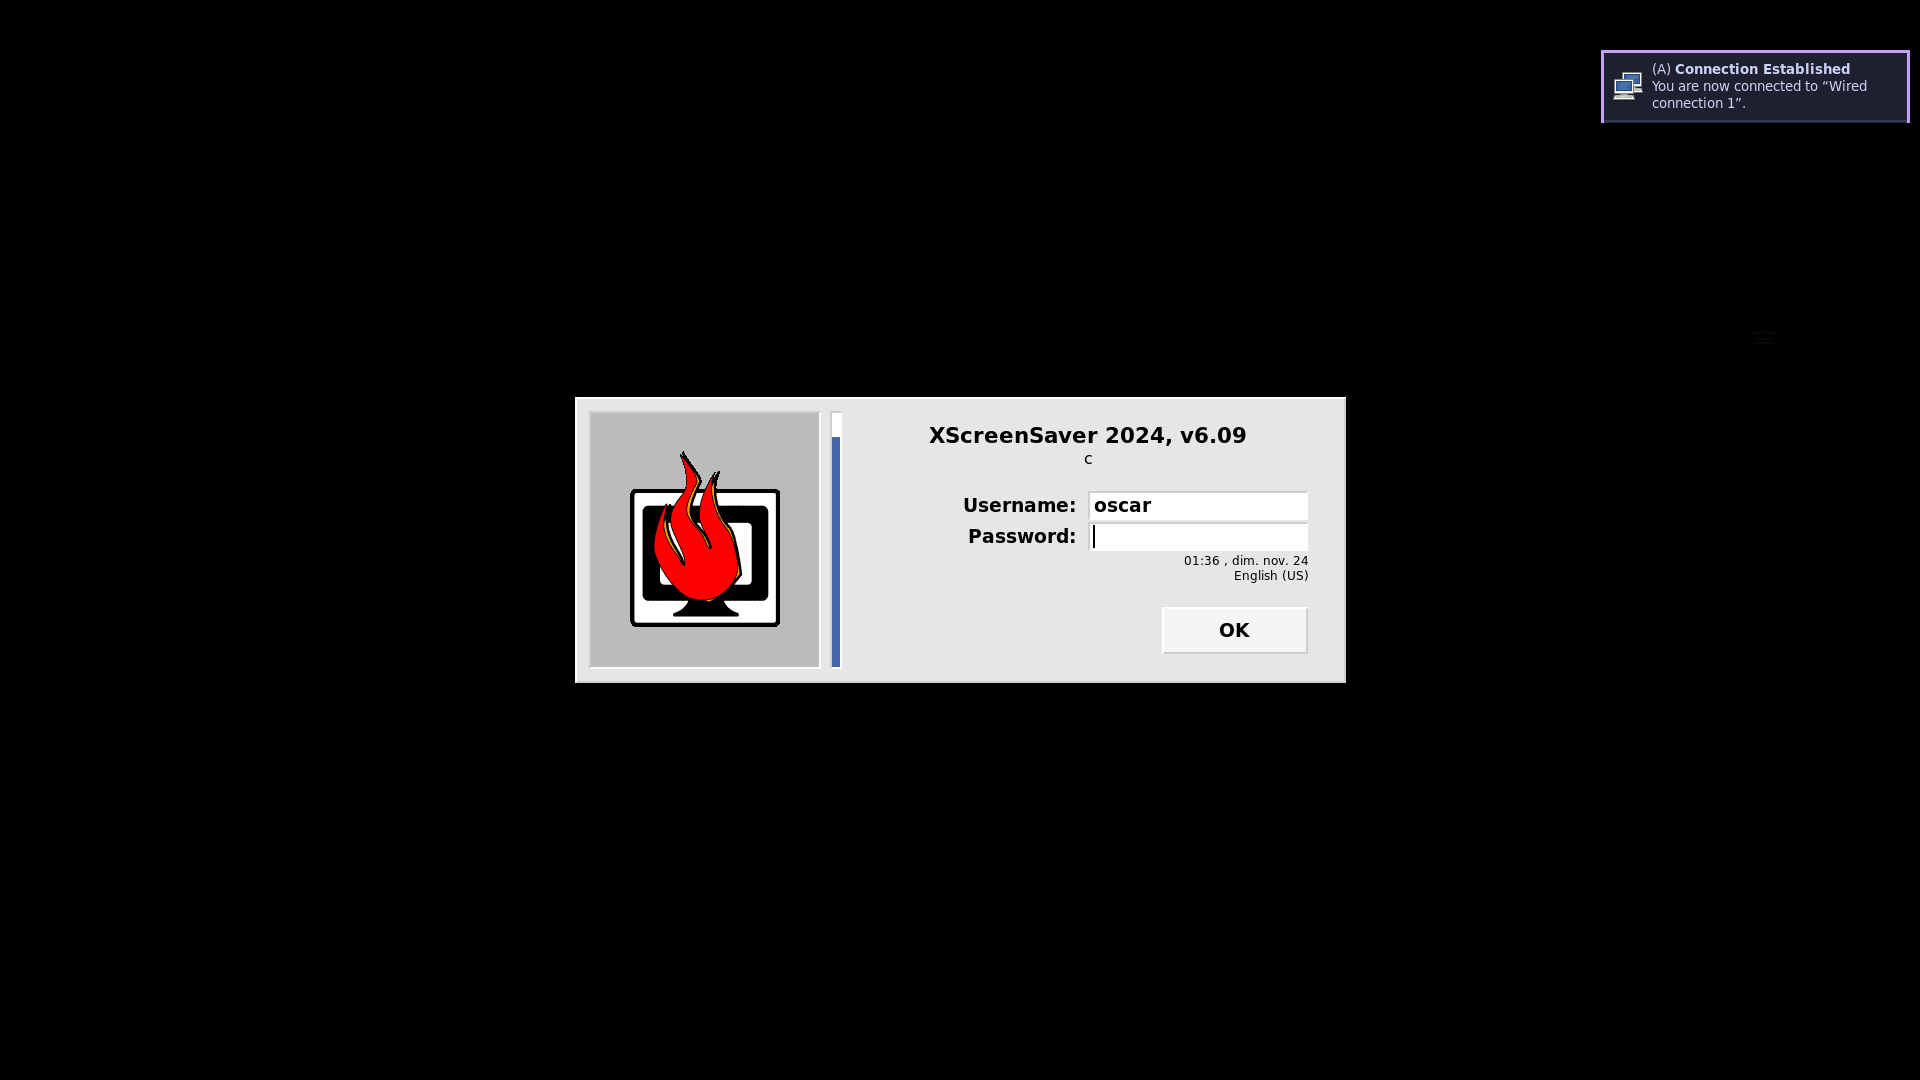 (A) Connection Established
You are now connected to “Wired
connection 1”.
XScreenSaver 2024, v6.09
c
Username: oscar
Password:
01:36 , dim. nov. 24
English (US)
OK